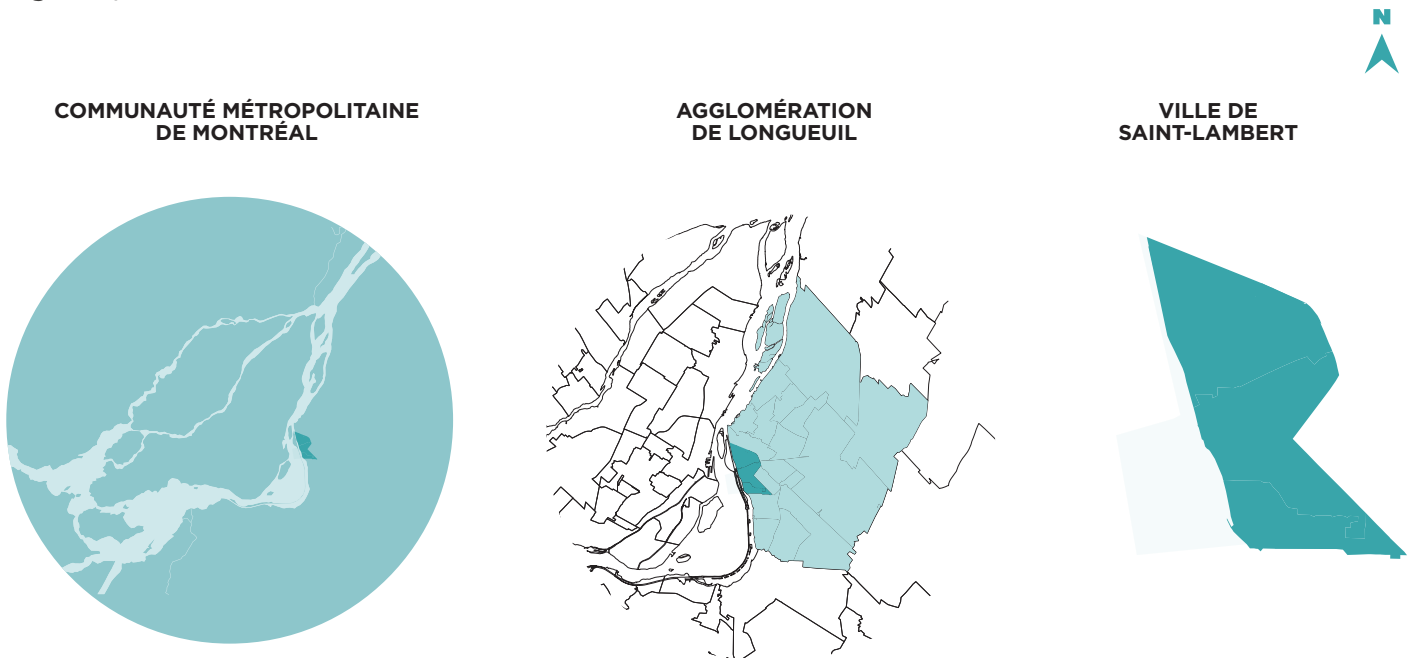 N
COMMUNAUTÉ MÉTROPOLITAINE
DE MONTRÉAL
AGGLOMÉRATION
DE LONGUEUIL
VILLE DE
SAINT-LAMBERT